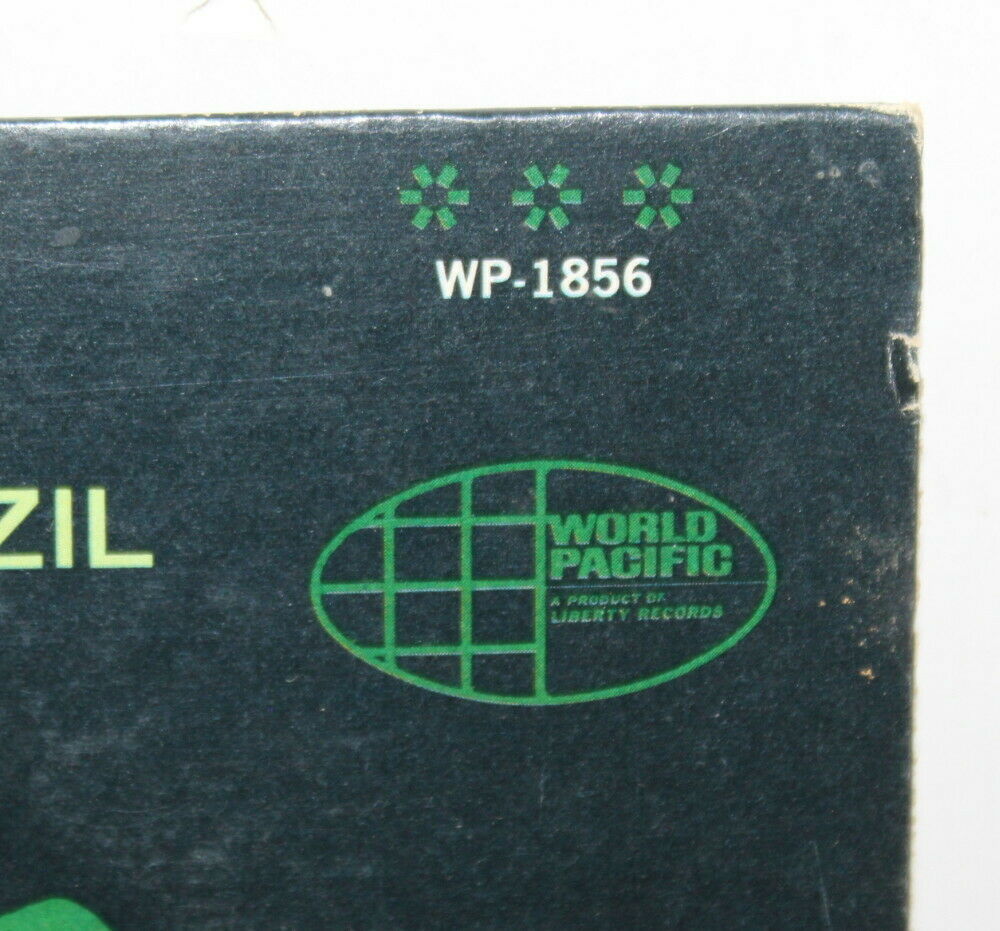 WP-1856
ZIL
WORLD
PACIFIC
A PRODUCT OF
LIBERTY RECORDS